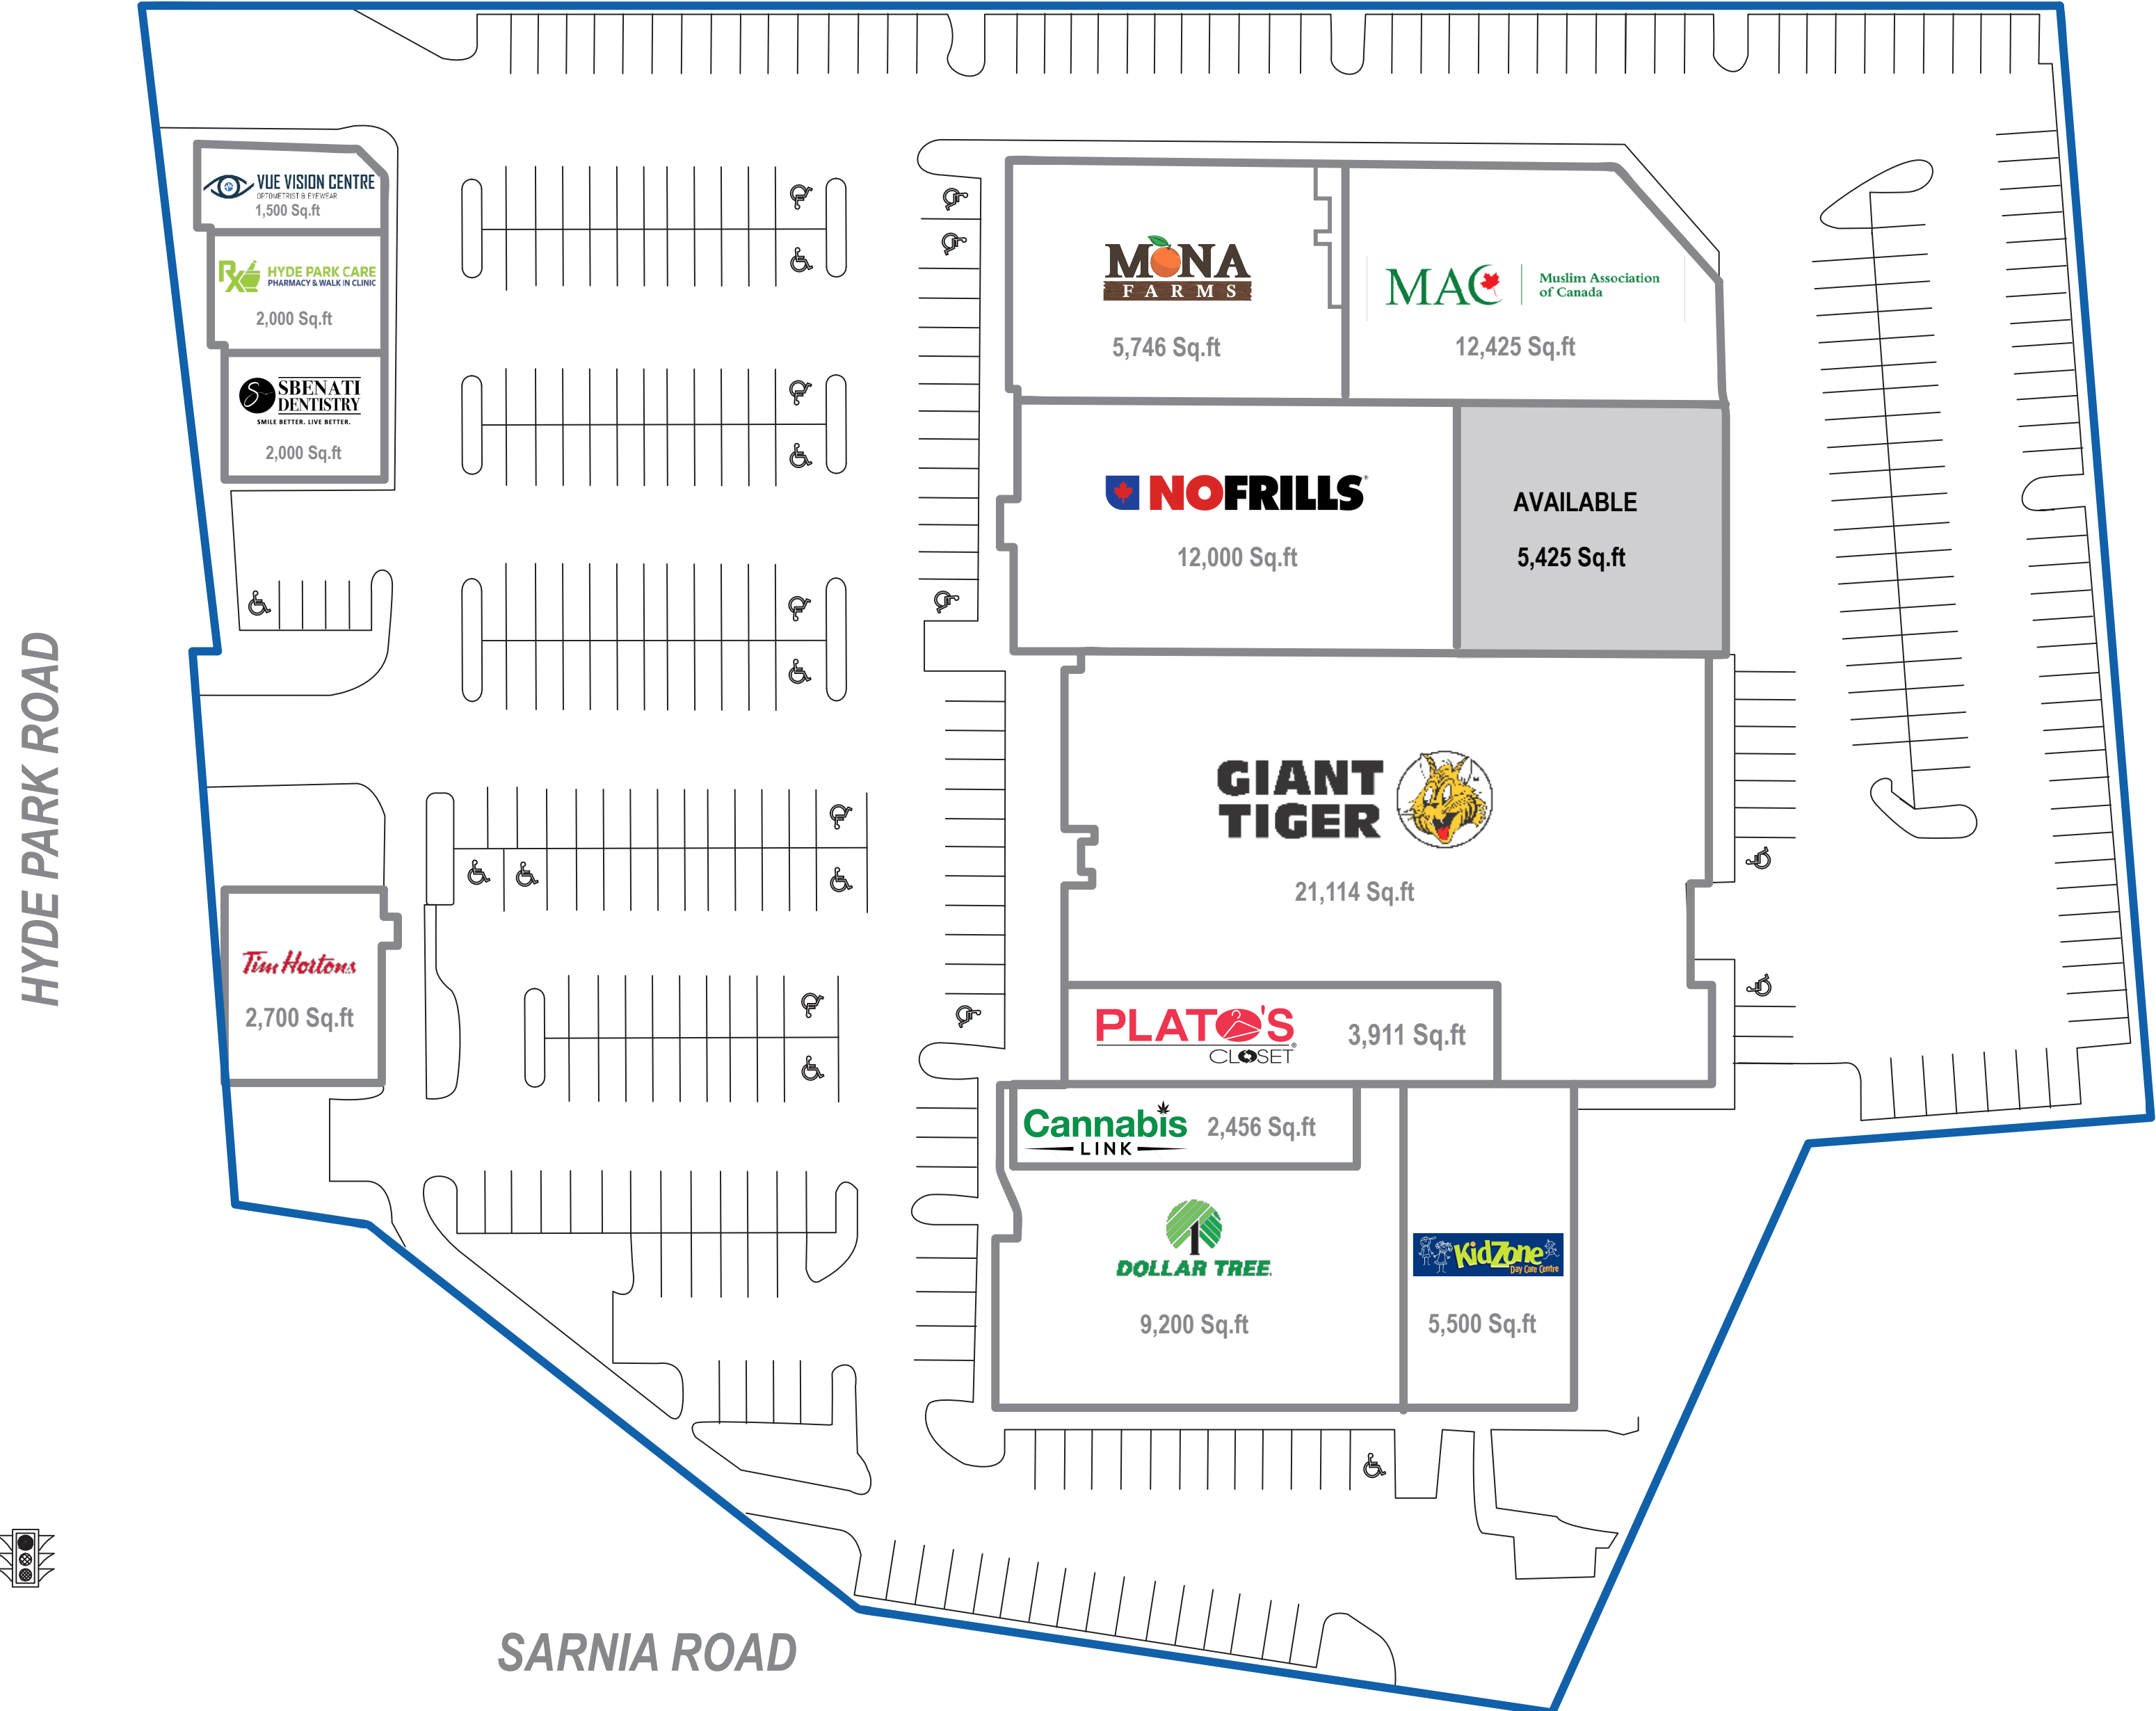 VUE VISION CENTRE
OPTOMETRIST & EYEWEAR
1,500 Sq.ft
RX
HYDE PARK CARE
PHARMACY & WALK IN CLINIC
2,000 Sq.ft
S
SBENATI
DENTISTRY
SMILE BETTER. LIVE BETTER.
2,000 Sq.ft
MONA
FARMS
5,746 Sq.ft
MAC
Muslim Association
of Canada
12,425 Sq.ft
NOFRILLS®
12,000 Sq.ft
AVAILABLE
5,425 Sq.ft
HYDE PARK ROAD
GIANT
TIGER
21,114 Sq.ft
Tim Hortons
2,700 Sq.ft
PLATO'S
CLOSET®
3,911 Sq.ft
Cannabis
LINK
2,456 Sq.ft
1
DOLLAR TREE
9,200 Sq.ft
KidZone
Day Care Centre
5,500 Sq.ft
SARNIA ROAD